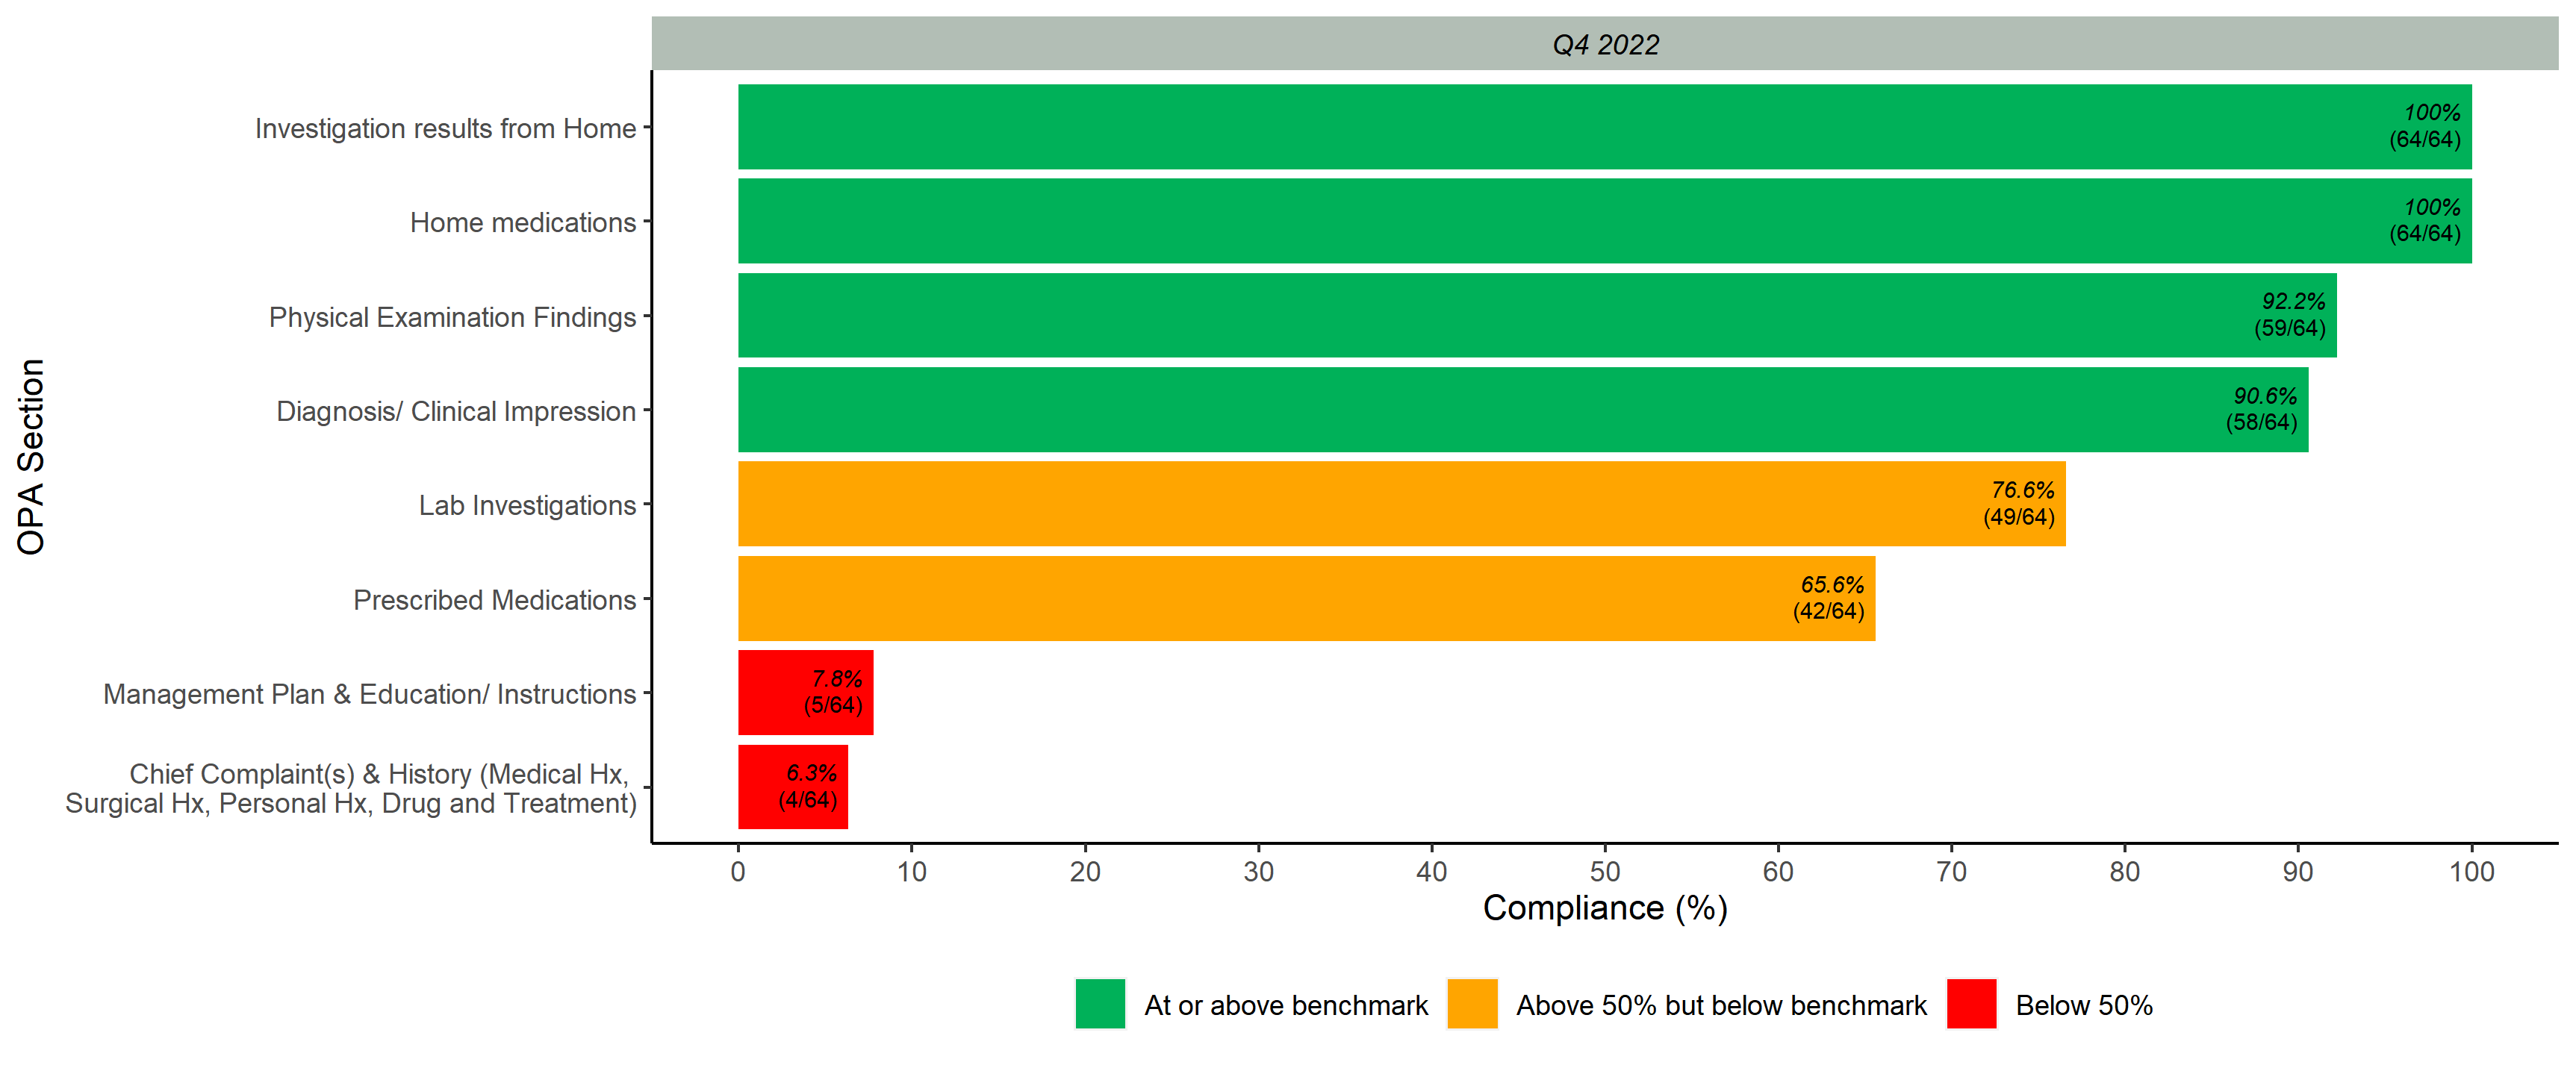 Q4 2022
OPA Section
Investigation results from Home
100%
(64/64)
Home medications
100%
(64/64)
Physical Examination Findings
92.2%
(59/64)
Diagnosis/ Clinical Impression
90.6%
(58/64)
Lab Investigations
76.6%
(49/64)
Prescribed Medications
65.6%
(42/64)
Management Plan & Education/ Instructions
7.8%
(5/64)
Chief Complaint(s) & History (Medical Hx,
Surgical Hx, Personal Hx, Drug and Treatment)
6.3%
(4/64)
0 10 20 30 40 50 60 70 80 90 100
Compliance (%)
At or above benchmark Above 50% but below benchmark Below 50%